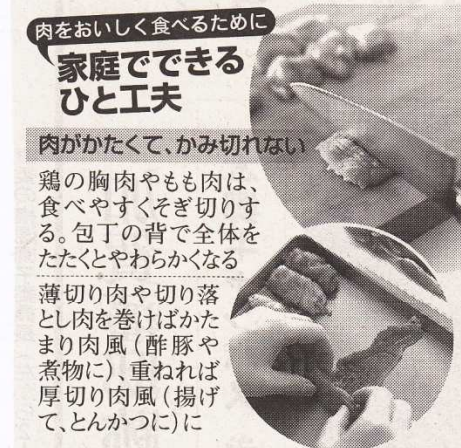 肉をおいしく食べるために
家庭でできる
ひと工夫
肉がかたくて、かみ切れない
鶏の胸肉やもも肉は、
食べやすくそぎ切りす
る。包丁の背で全体を
たたくとやわらかくなる
薄切り肉や切り落
とし肉を巻けばかた
まり肉風(酢豚や
煮物に)、重ねれば
厚切り肉風(揚げ
て、とんかつに)に